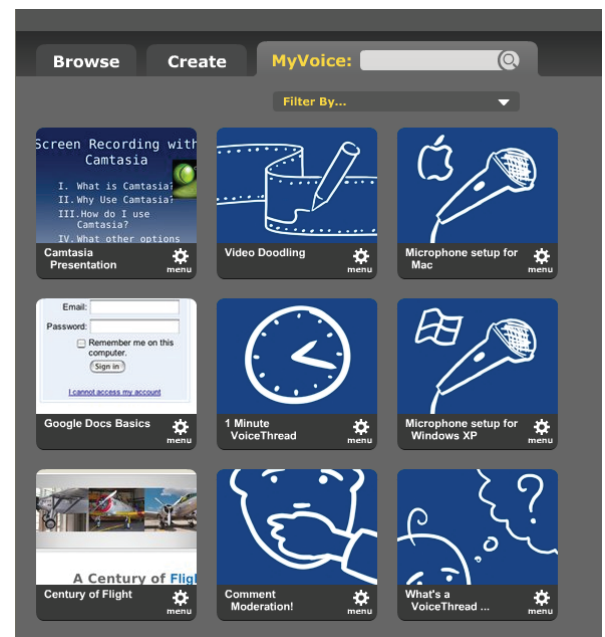 Browse
Create
MyVoice:
Filter By...
Screen Recording with
Camtasia
I. What is Camtasia?
II. Why Use Camtasia?
III. How do I use
Camtasia?
IV. What other options
Camtasia
Presentation
menu
Video Doodling
menu
Microphone setup for
Mac
menu
Email:
Password:
Remember me on this
computer.
Sign in
I cannot access my account
Google Docs Basics
menu
1 Minute
VoiceThread
menu
Microphone setup for
Windows XP
menu
A Century of Flig
Century of Flight
menu
?
Comment
Moderation!
menu
What's a
VoiceThread ...
menu